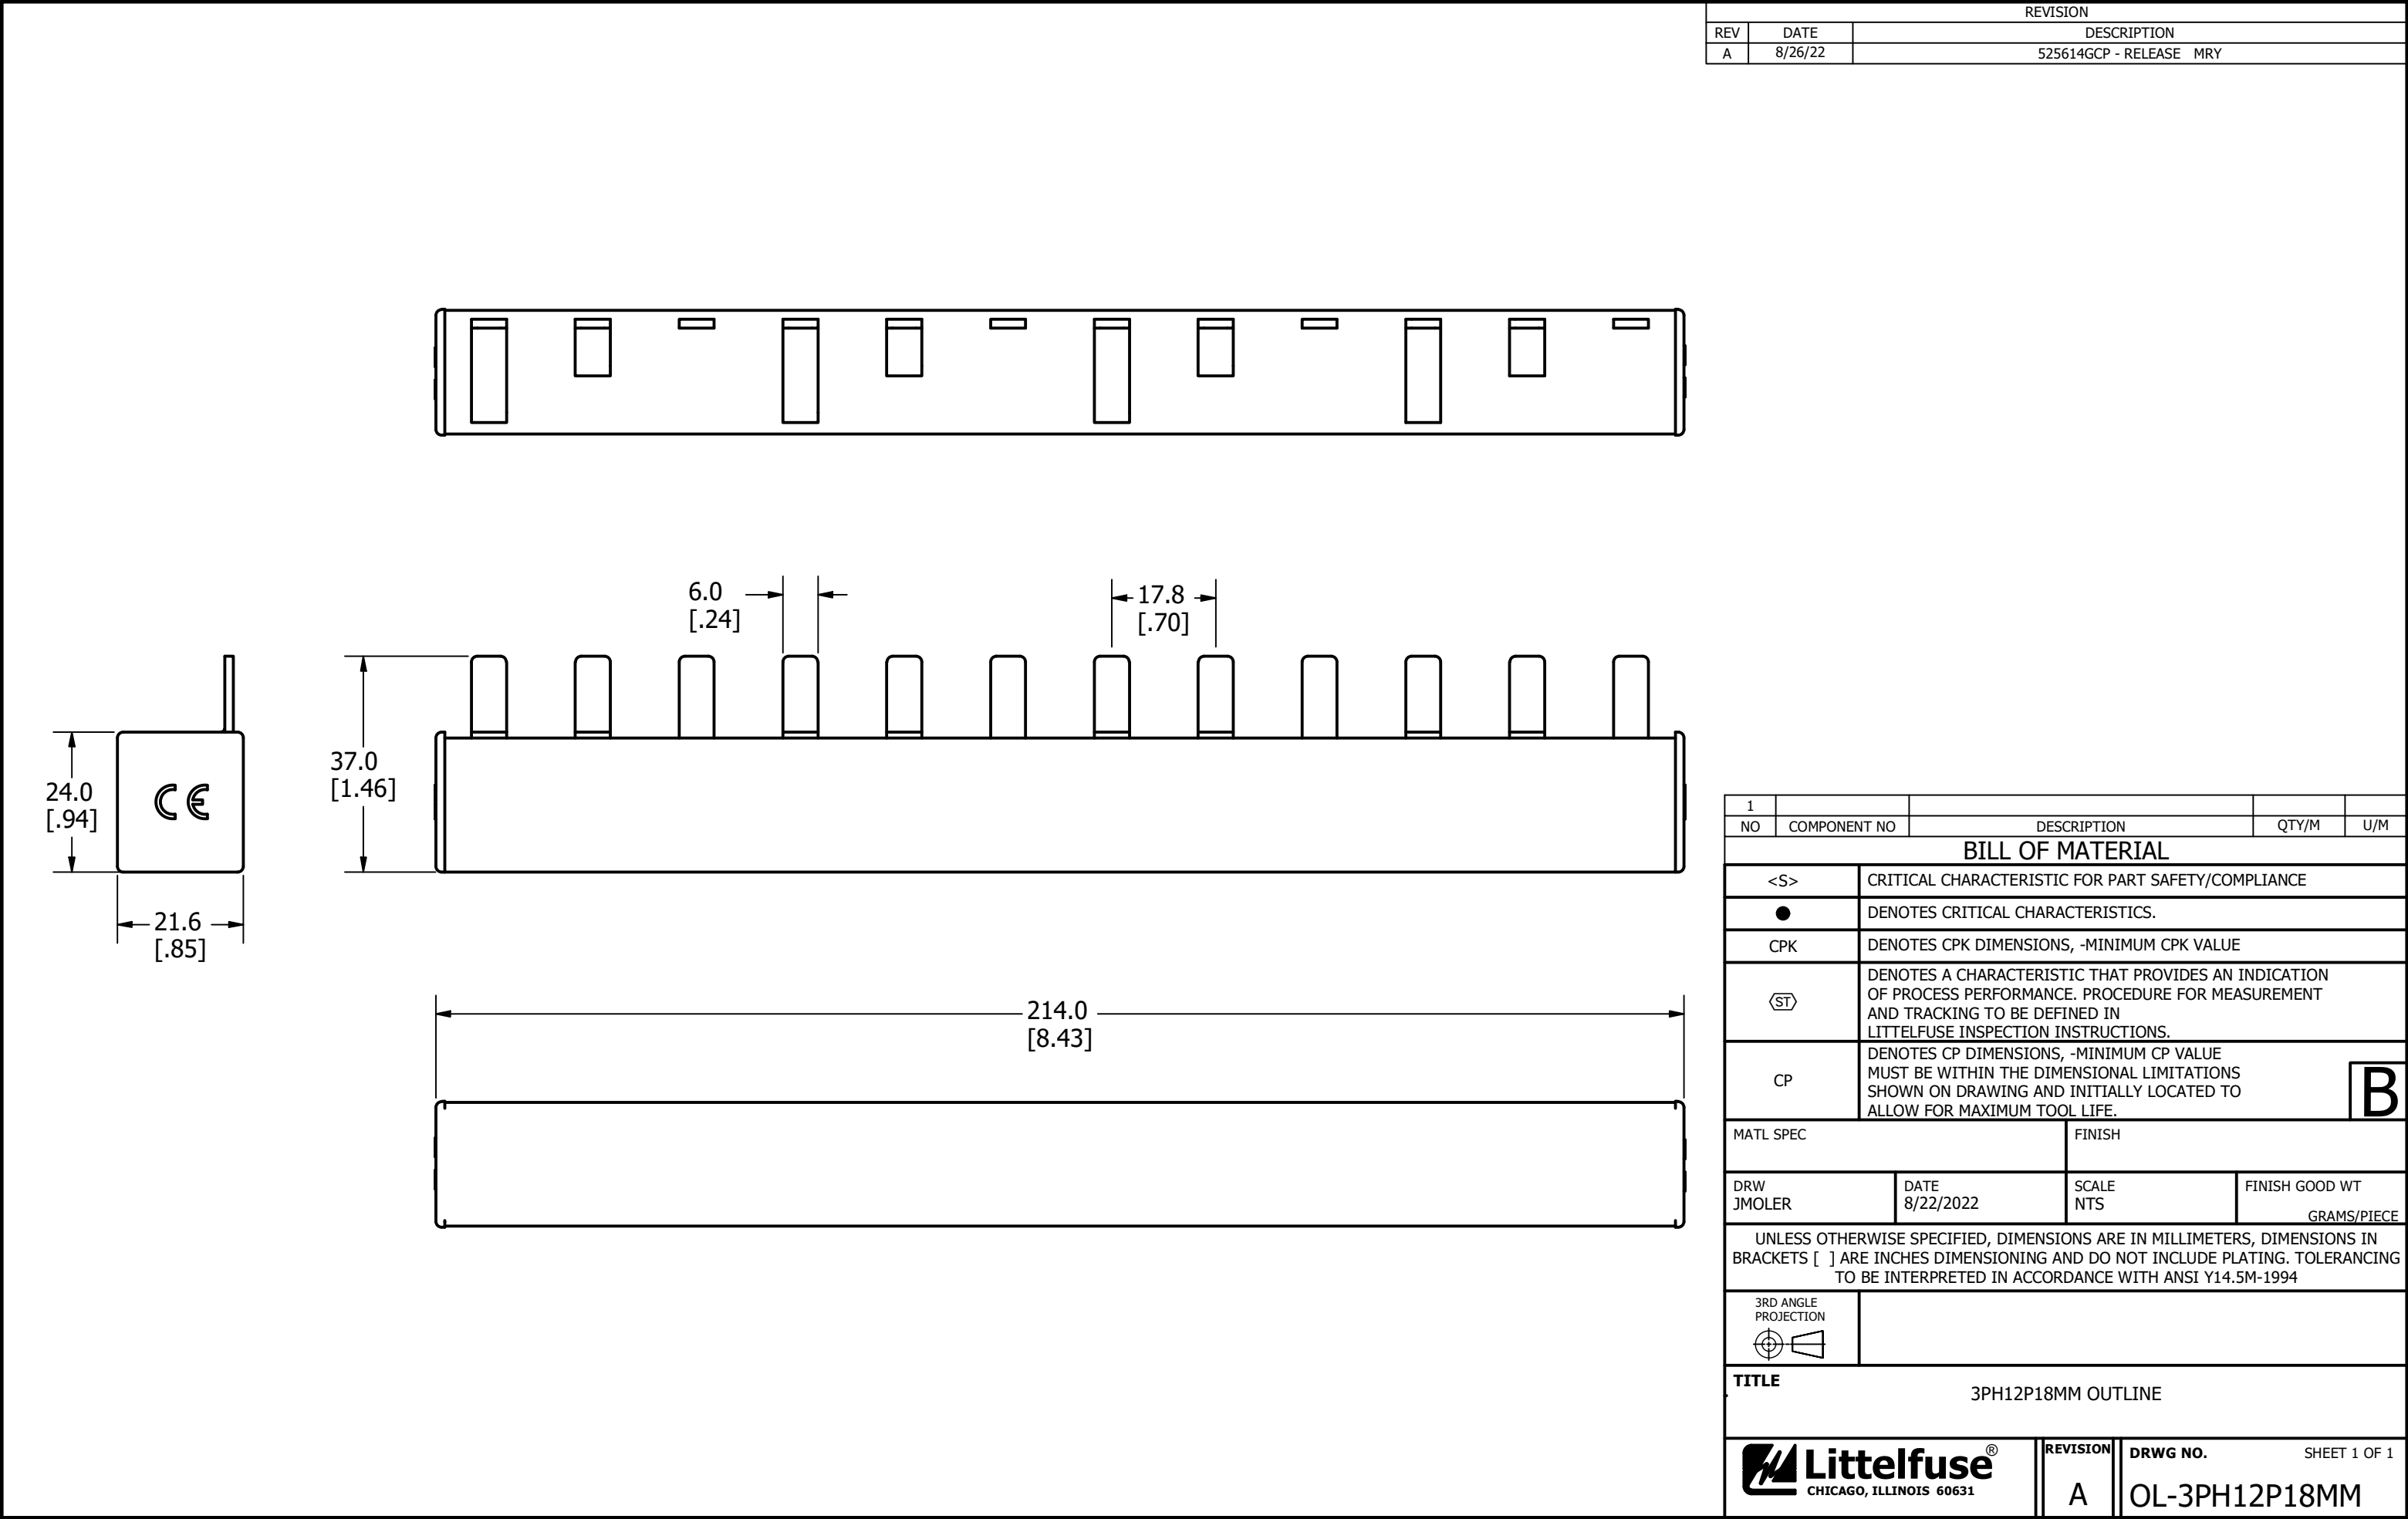 REVISION
REV DATE DESCRIPTION
A 8/26/22 525614GCP - RELEASE MRY
6.0
[.24]
17.8
[.70]
37.0
[1.46]
24.0
[.94]
CE
21.6
[.85]
214.0
[8.43]
1
NO COMPONENT NO DESCRIPTION QTY/M U/M
BILL OF MATERIAL
<S> CRITICAL CHARACTERISTIC FOR PART SAFETY/COMPLIANCE
● DENOTES CRITICAL CHARACTERISTICS.
CPK DENOTES CPK DIMENSIONS, -MINIMUM CPK VALUE
ST DENOTES A CHARACTERISTIC THAT PROVIDES AN INDICATION
OF PROCESS PERFORMANCE. PROCEDURE FOR MEASUREMENT
AND TRACKING TO BE DEFINED IN
LITTELFUSE INSPECTION INSTRUCTIONS.
CP DENOTES CP DIMENSIONS, -MINIMUM CP VALUE
MUST BE WITHIN THE DIMENSIONAL LIMITATIONS
SHOWN ON DRAWING AND INITIALLY LOCATED TO
ALLOW FOR MAXIMUM TOOL LIFE.
B
MATL SPEC FINISH
DRW DATE SCALE FINISH GOOD WT
JMOLER 8/22/2022 NTS
GRAMS/PIECE
UNLESS OTHERWISE SPECIFIED, DIMENSIONS ARE IN MILLIMETERS, DIMENSIONS IN
BRACKETS [ ] ARE INCHES DIMENSIONING AND DO NOT INCLUDE PLATING. TOLERANCING
TO BE INTERPRETED IN ACCORDANCE WITH ANSI Y14.5M-1994
3RD ANGLE
PROJECTION
TITLE
3PH12P18MM OUTLINE
Littelfuse®
CHICAGO, ILLINOIS 60631
REVISION
A
DRWG NO. SHEET 1 OF 1
OL-3PH12P18MM